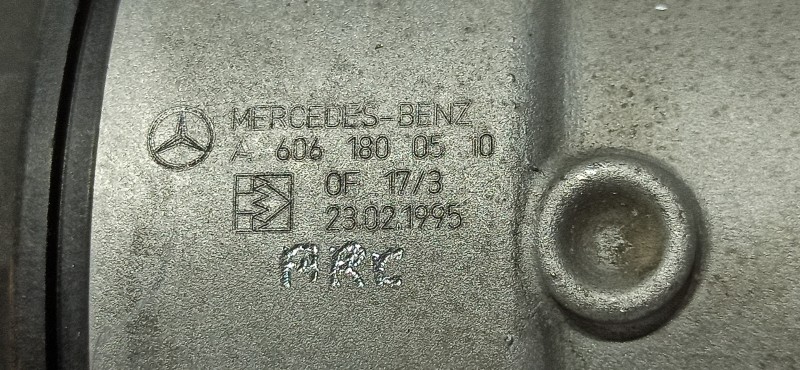 MERCEDES-BENZ
A 606 180 05 10
OF 17/3
23.02.1995
ARC